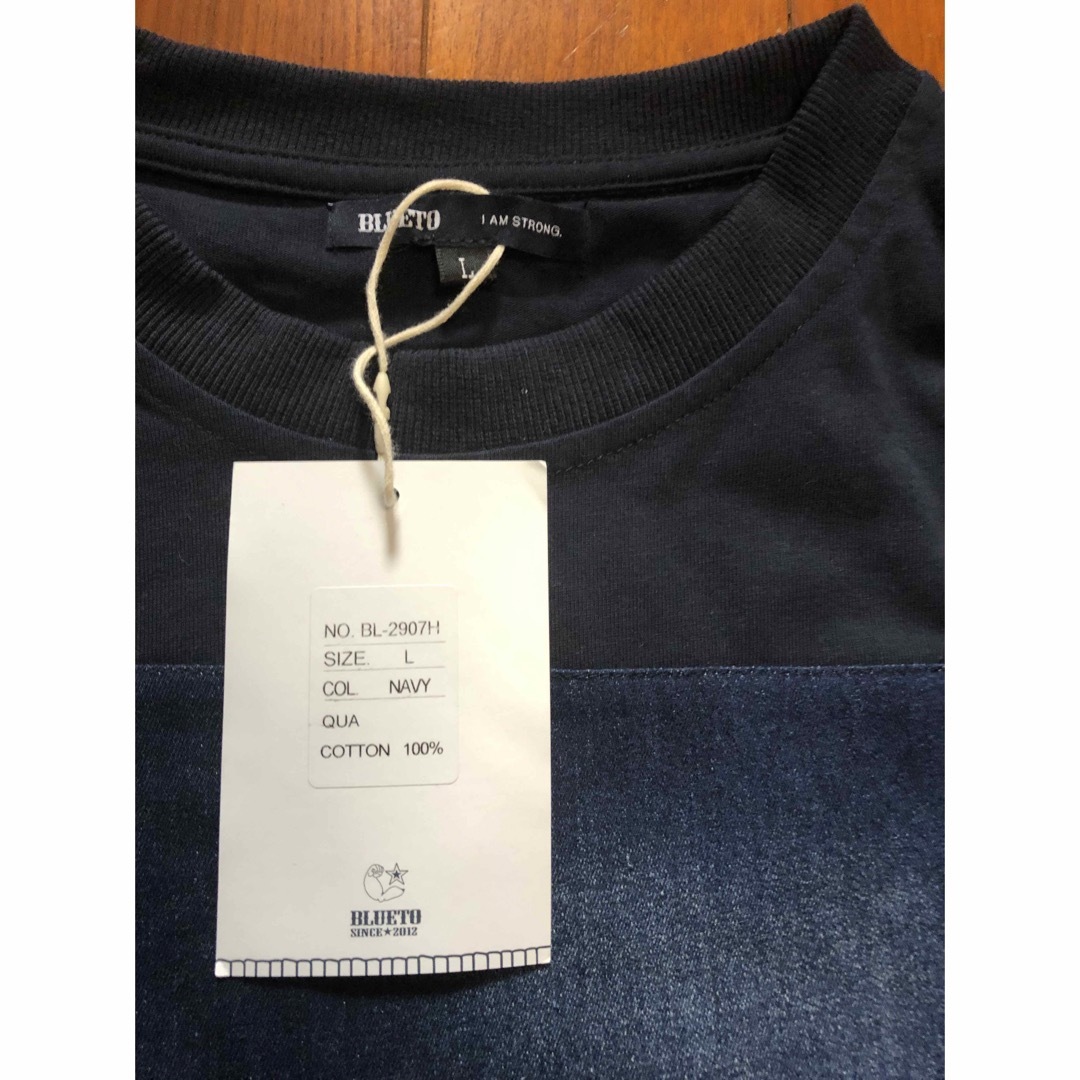 BLUETO I AM STRONG.
L
NO. BL-2907H
SIZE. L
COL. NAVY
QUA
COTTON 100%
BLUETO
SINCE★2012